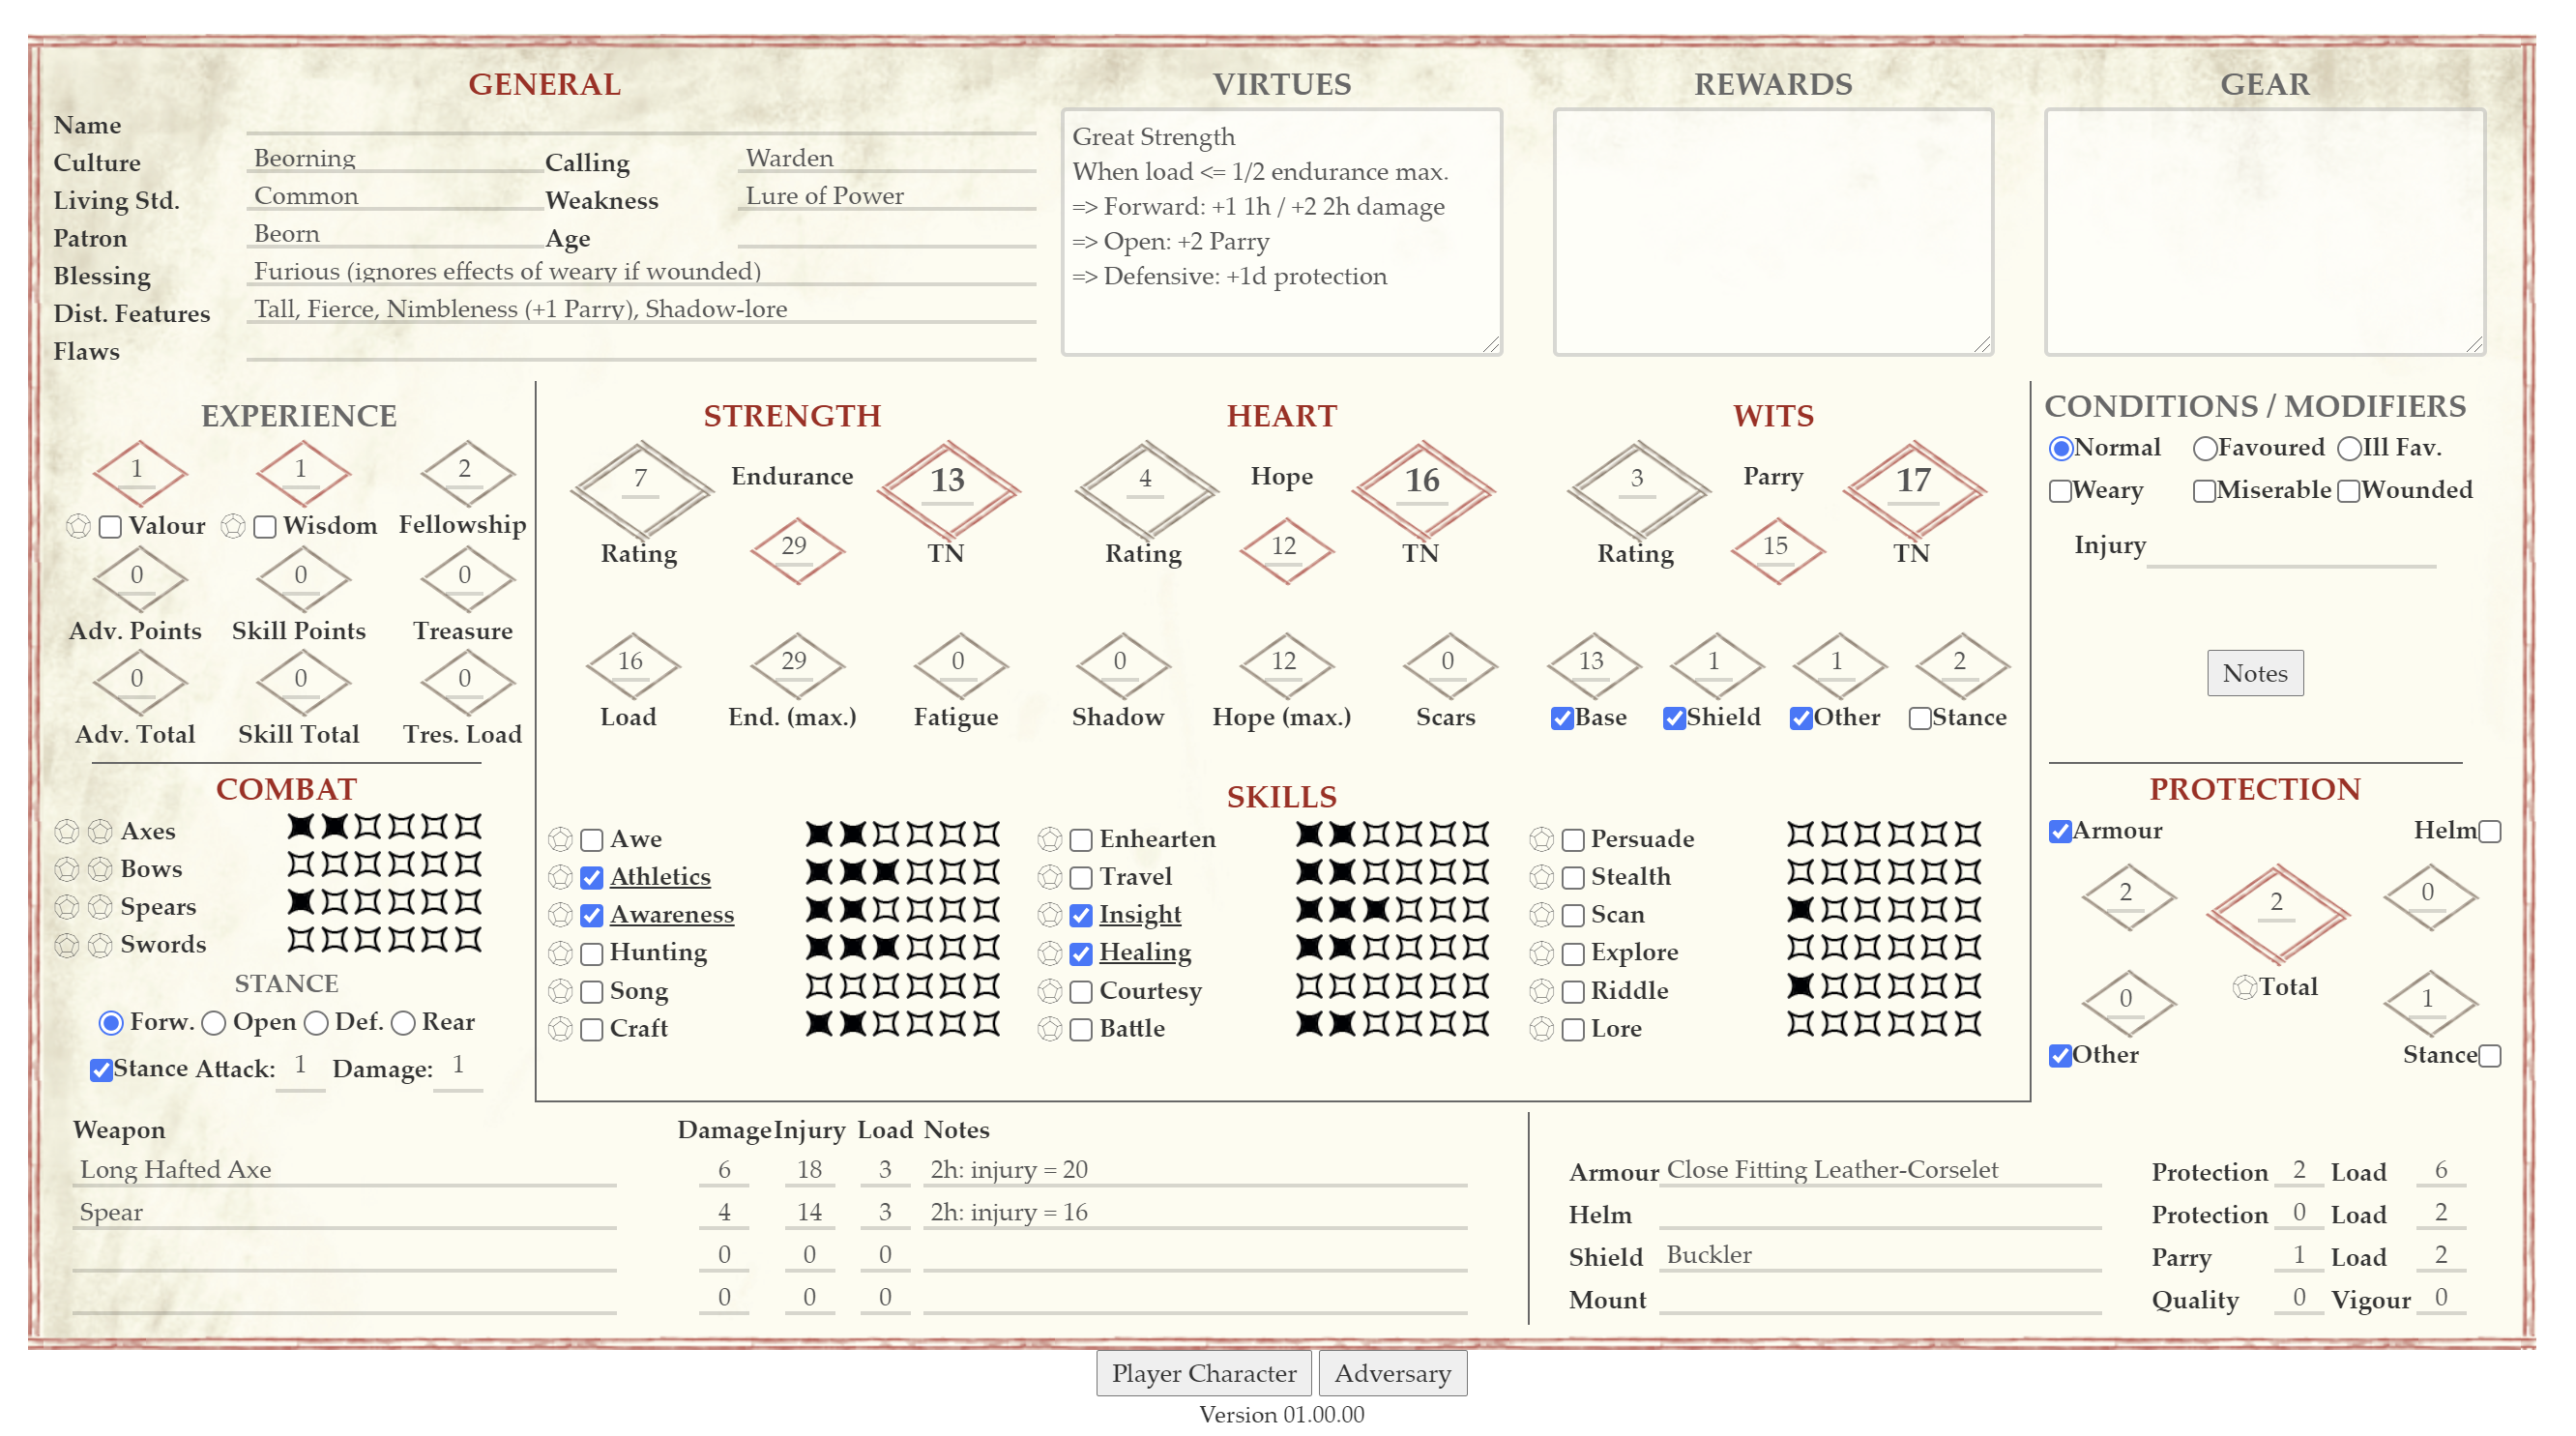 GENERAL
Name
Culture Beorning Calling Warden
Living Std. Common Weakness Lure of Power
Patron Beorn Age
Blessing Furious (ignores effects of weary if wounded)
Dist. Features Tall, Fierce, Nimbleness (+1 Parry), Shadow-lore
Flaws
VIRTUES
Great Strength
When load <= 1/2 endurance max.
=> Forward: +1 1h / +2 2h damage
=> Open: +2 Parry
=> Defensive: +1d protection
REWARDS
GEAR
EXPERIENCE
1 1 2
Valour Wisdom Fellowship
0 0 0
Adv. Points Skill Points Treasure
0 0 0
Adv. Total Skill Total Tres. Load
STRENGTH
7 Endurance 13
Rating 29 TN
16 29 0
Load End. (max.) Fatigue
HEART
4 Hope 16
Rating 12 TN
0 12 0
Shadow Hope (max.) Scars
WITS
3 Parry 17
Rating 15 TN
13 1 1 2
Base Shield Other Stance
CONDITIONS / MODIFIERS
Normal Favoured Ill Fav.
Weary Miserable Wounded
Injury
Notes
COMBAT
Axes
Bows
Spears
Swords
STANCE
Forw. Open Def. Rear
Stance Attack: 1 Damage: 1
SKILLS
Awe Enhearten Persuade
Athletics Travel Stealth
Awareness Insight Scan
Hunting Healing Explore
Song Courtesy Riddle
Craft Battle Lore
PROTECTION
Armour Helm
2 2 0
0 Total 1
Other Stance
Weapon Damage Injury Load Notes
Long Hafted Axe 6 18 3 2h: injury = 20
Spear 4 14 3 2h: injury = 16
0 0 0
0 0 0
Armour Close Fitting Leather-Corselet Protection 2 Load 6
Helm Protection 0 Load 2
Shield Buckler Parry 1 Load 2
Mount Quality 0 Vigour 0
Player Character Adversary
Version 01.00.00